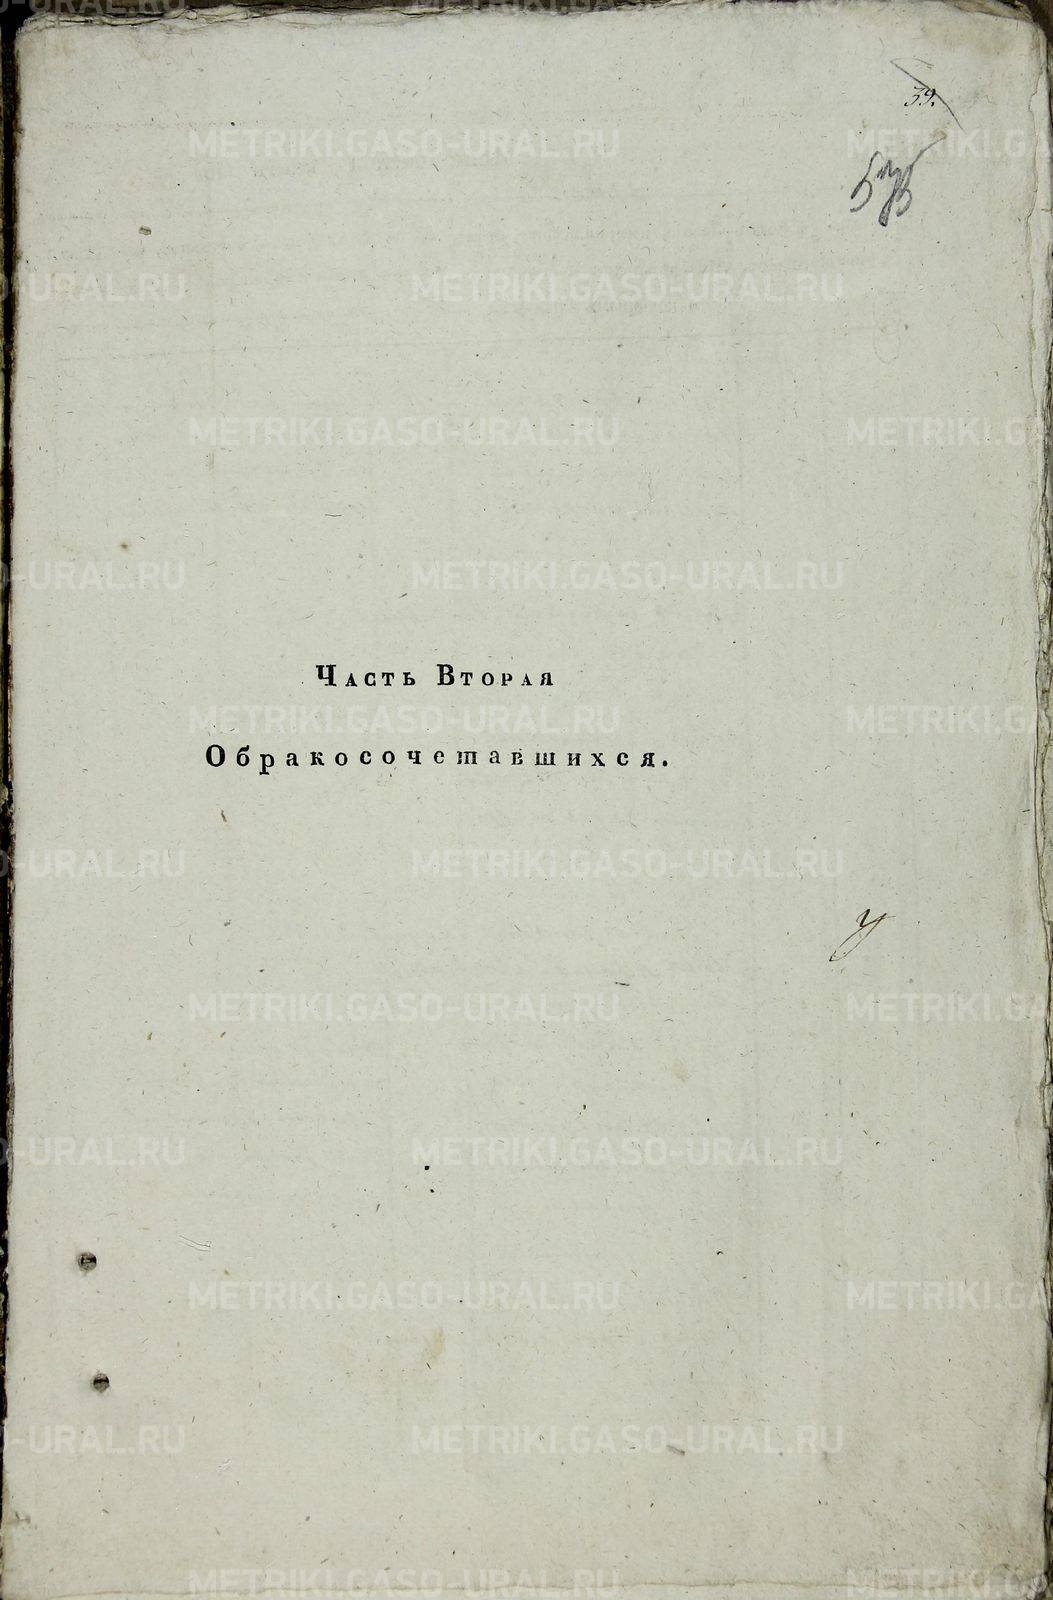 39.
Часть Вторая
Обракосочетавшихся.
У